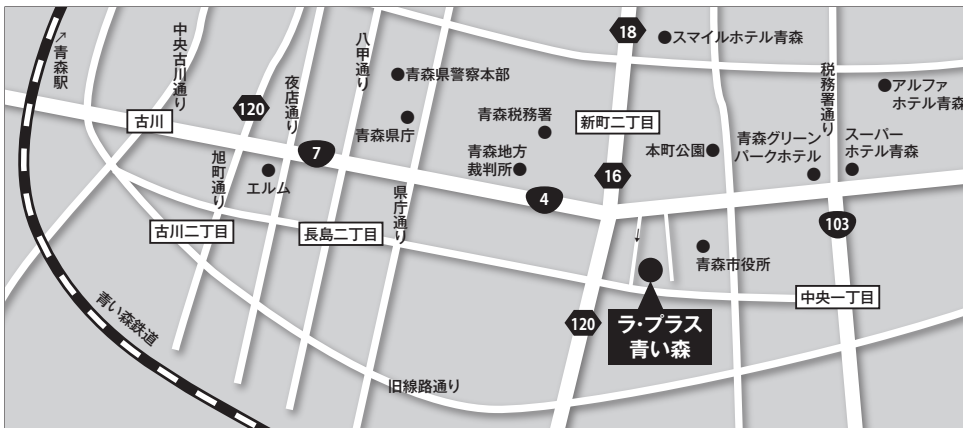 ↗青森駅
中央古川通り
八甲通り
18
スマイルホテル青森
青森県警察本部
税務署通り
アルファ
ホテル青森
夜店通り
120
古川
青森県庁
青森税務署
新町二丁目
7
旭町通り
エルム
青森地方
裁判所
16
本町公園
青森グリーン
パークホテル
スーパー
ホテル青森
4
県庁通り
古川二丁目
長島二丁目
103
青森市役所
中央一丁目
青い森鉄道
120
ラ・プラス
青い森
旧線路通り